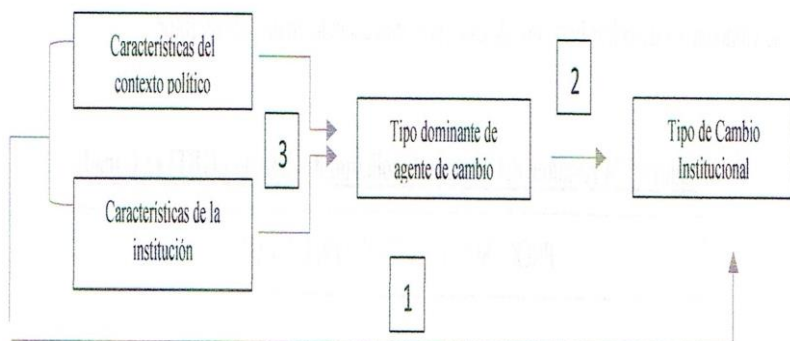 Características del
contexto político
2
3
Tipo dominante de
agente de cambio
Tipo de Cambio
Institucional
Características de la
institución
1